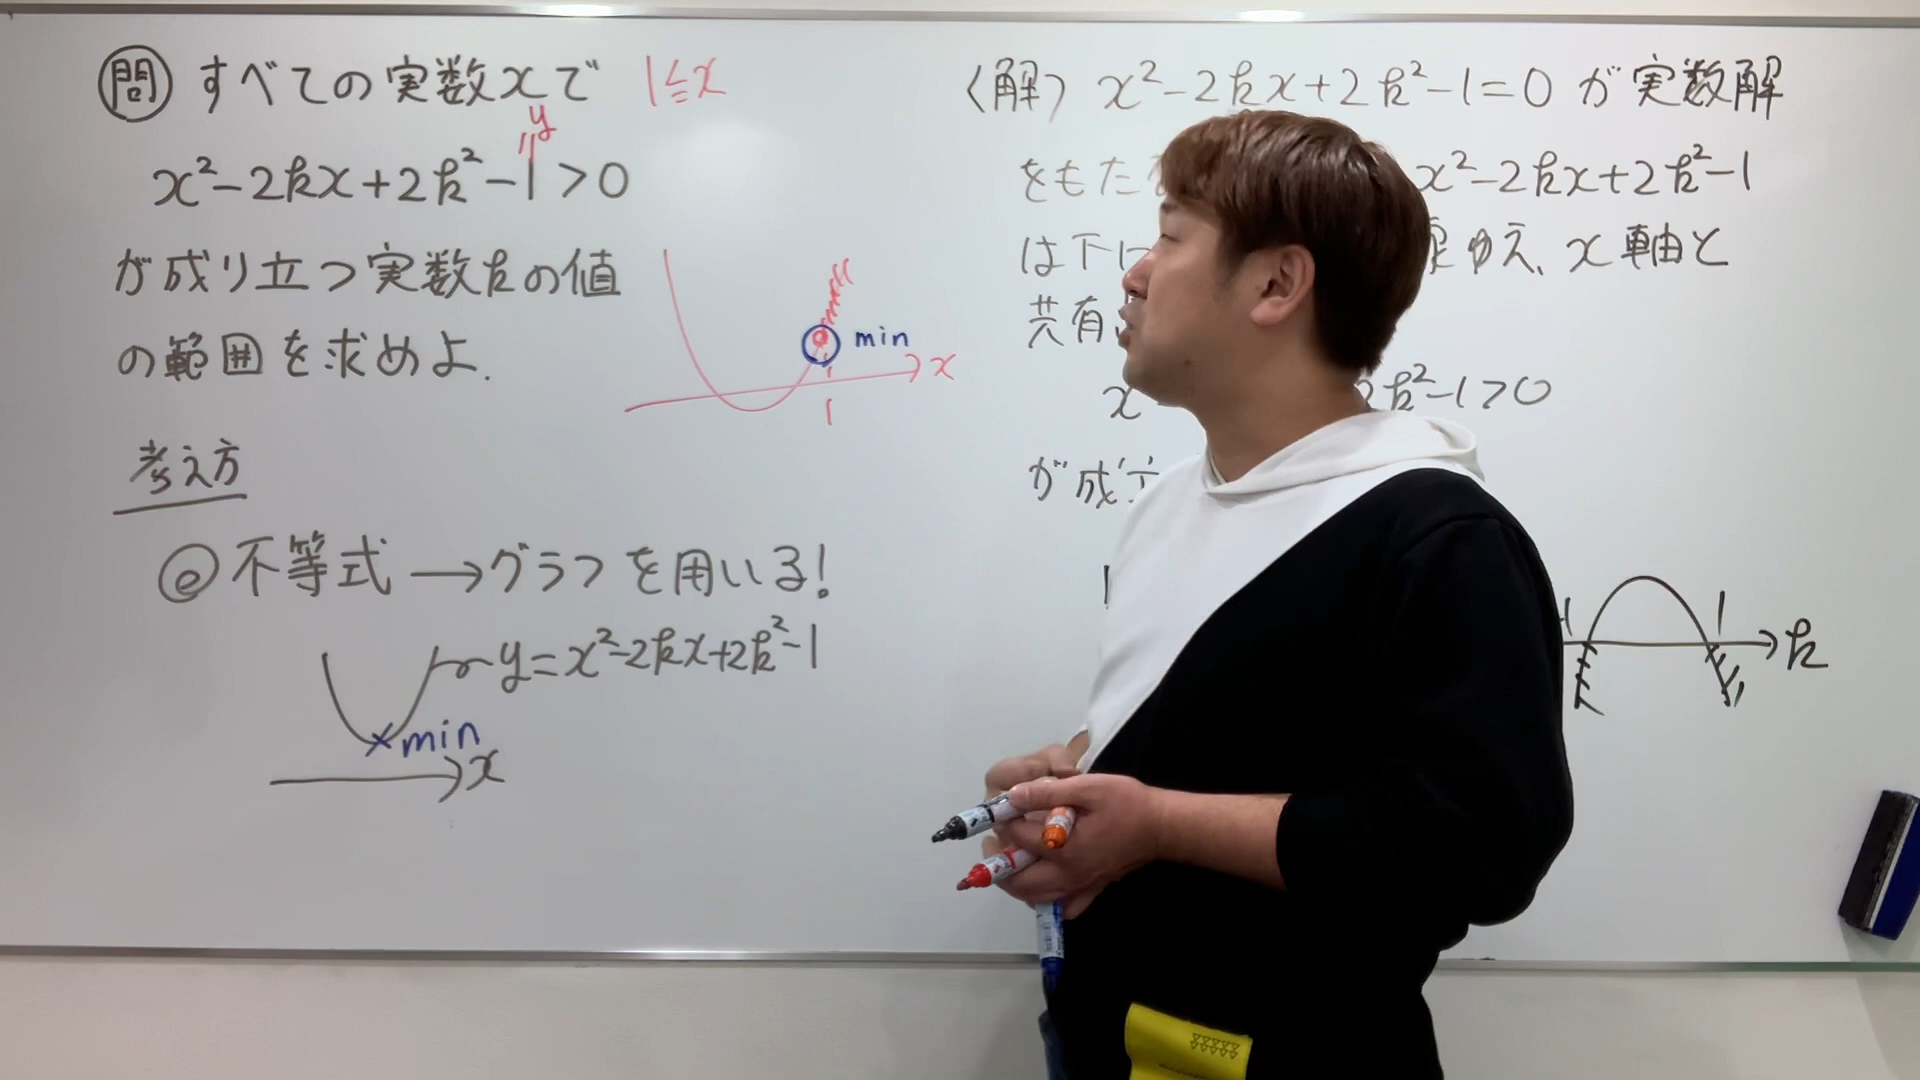 問 すべての実数xで 1≦x
y
x²-2kx+2k²-1>0
が成り立つ実数kの値
の範囲を求めよ.
min
x
1
考え方
◎不等式→グラフを用いる!
y=x²-2kx+2k²-1
min
x
〈解〉x²-2kx+2k²-1=0 が実数解
をもた x²-2kx+2k²-1
は下に ゆえ、x軸と
共有
x k²-1>0
が成
-1 1
k